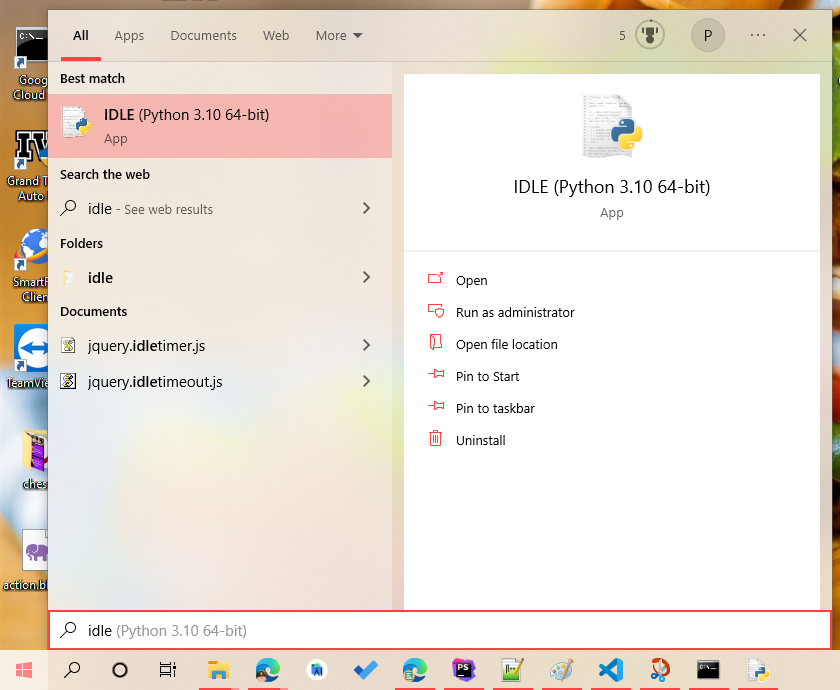 All Apps Documents Web More 5 P ...
Best match
IDLE (Python 3.10 64-bit)
App
Search the web
idle - See web results
Folders
idle
Documents
jquery.idletimer.js
jquery.idletimeout.js
IDLE (Python 3.10 64-bit)
App
Open
Run as administrator
Open file location
Pin to Start
Pin to taskbar
Uninstall
idle (Python 3.10 64-bit)
C:\
Goog
Cloud
IV
Grand T
Auto
SmartF
Clien
TeamVie
ches
action.bl
PS